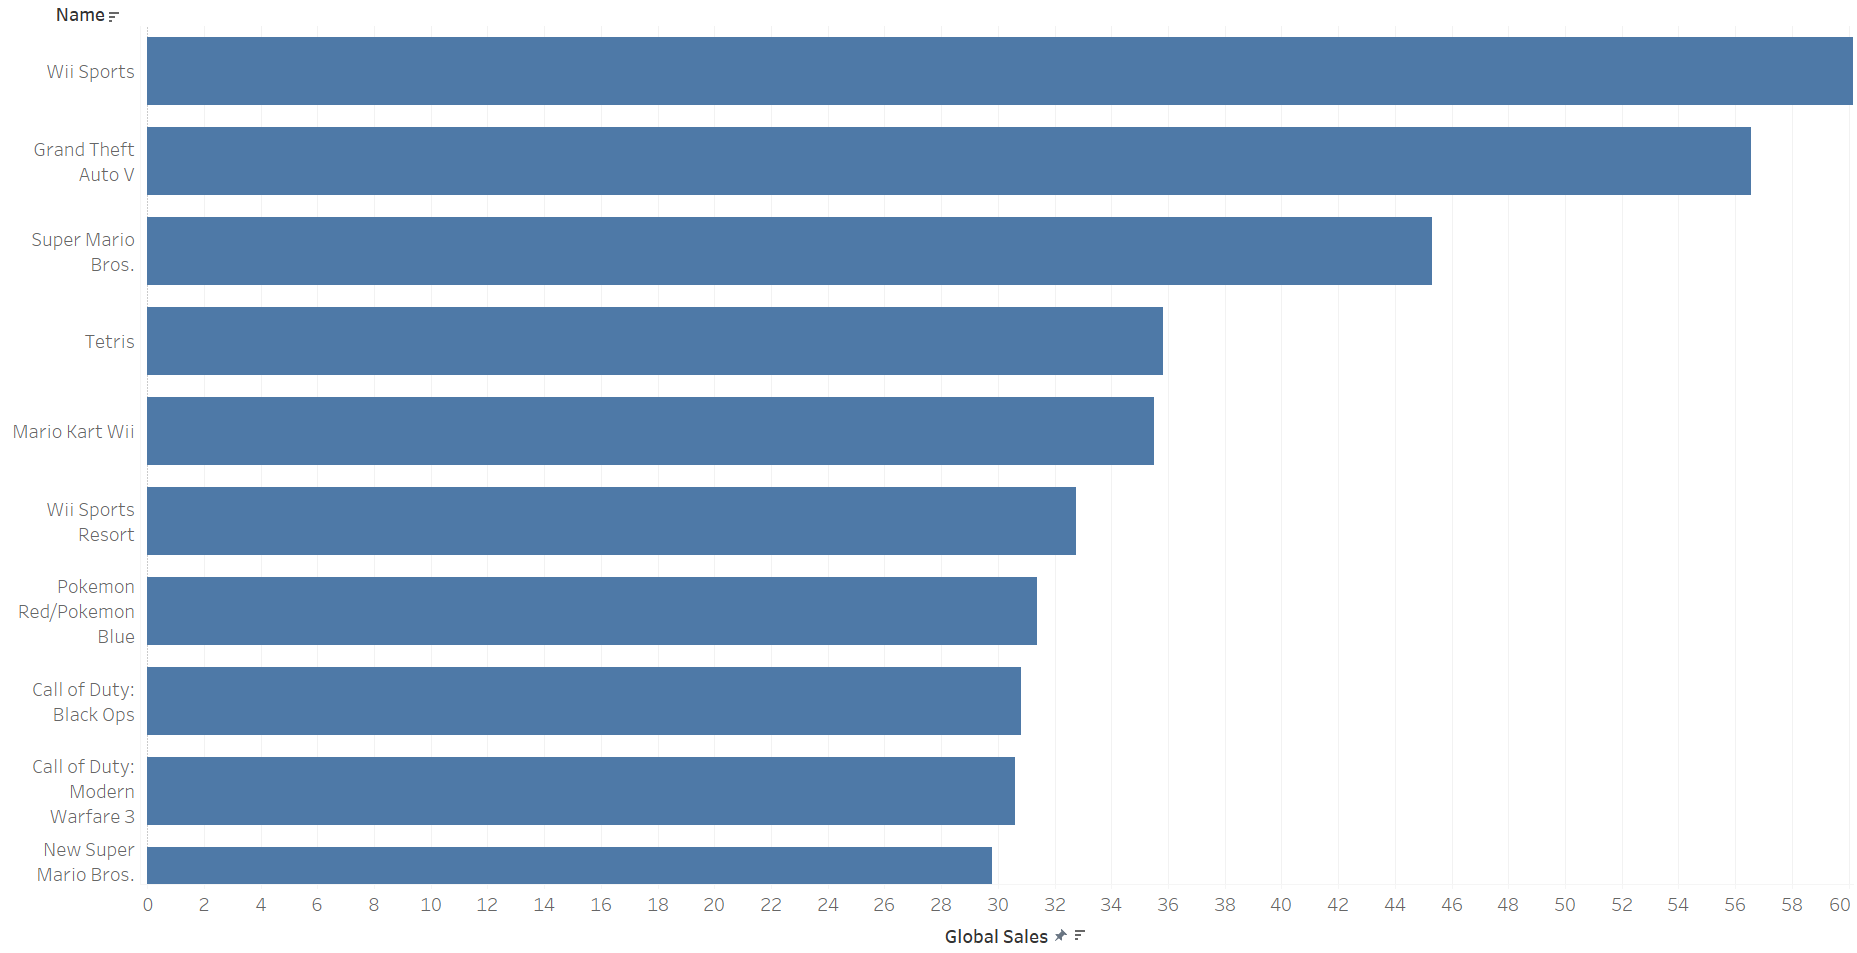 Name
Wii Sports
Grand Theft
Auto V
Super Mario
Bros.
Tetris
Mario Kart Wii
Wii Sports
Resort
Pokemon
Red/Pokemon
Blue
Call of Duty:
Black Ops
Call of Duty:
Modern
Warfare 3
New Super
Mario Bros.
0 2 4 6 8 10 12 14 16 18 20 22 24 26 28 30 32 34 36 38 40 42 44 46 48 50 52 54 56 58 60
Global Sales